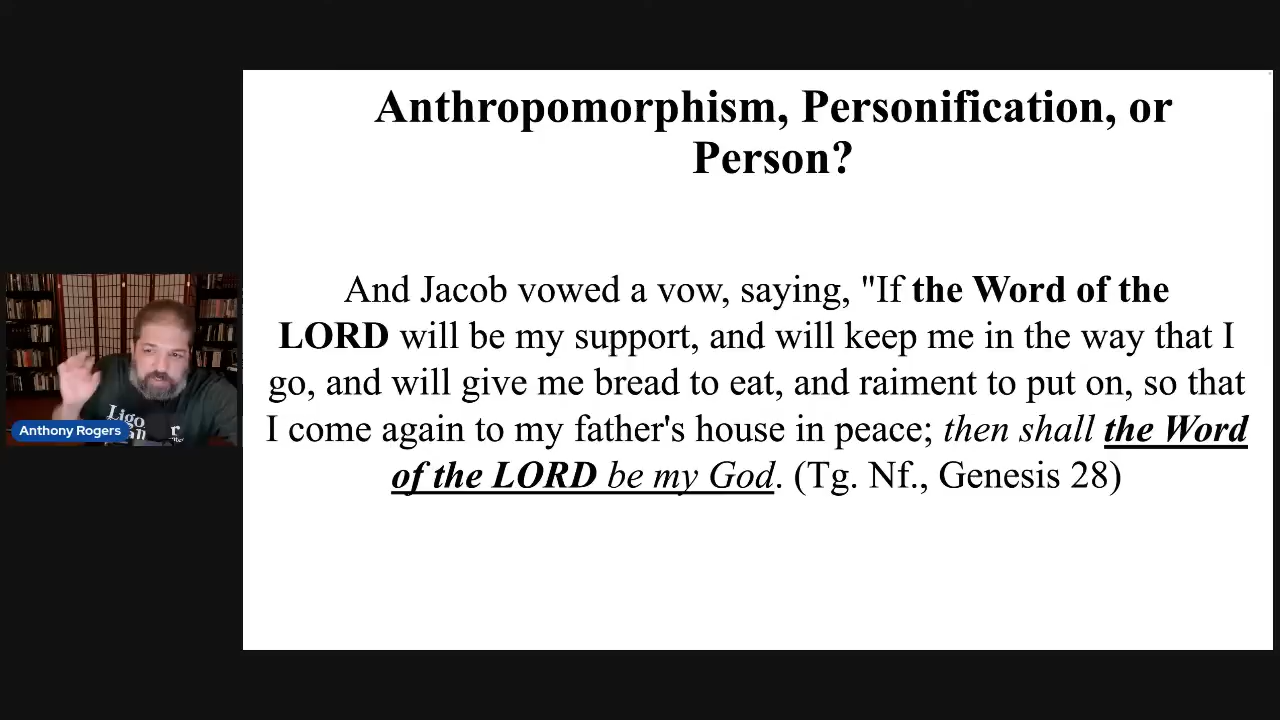 Anthropomorphism, Personification, or
Person?
And Jacob vowed a vow, saying, "If the Word of the
LORD will be my support, and will keep me in the way that I
go, and will give me bread to eat, and raiment to put on, so that
I come again to my father's house in peace; then shall the Word
of the LORD be my God. (Tg. Nf., Genesis 28)
Anthony Rogers